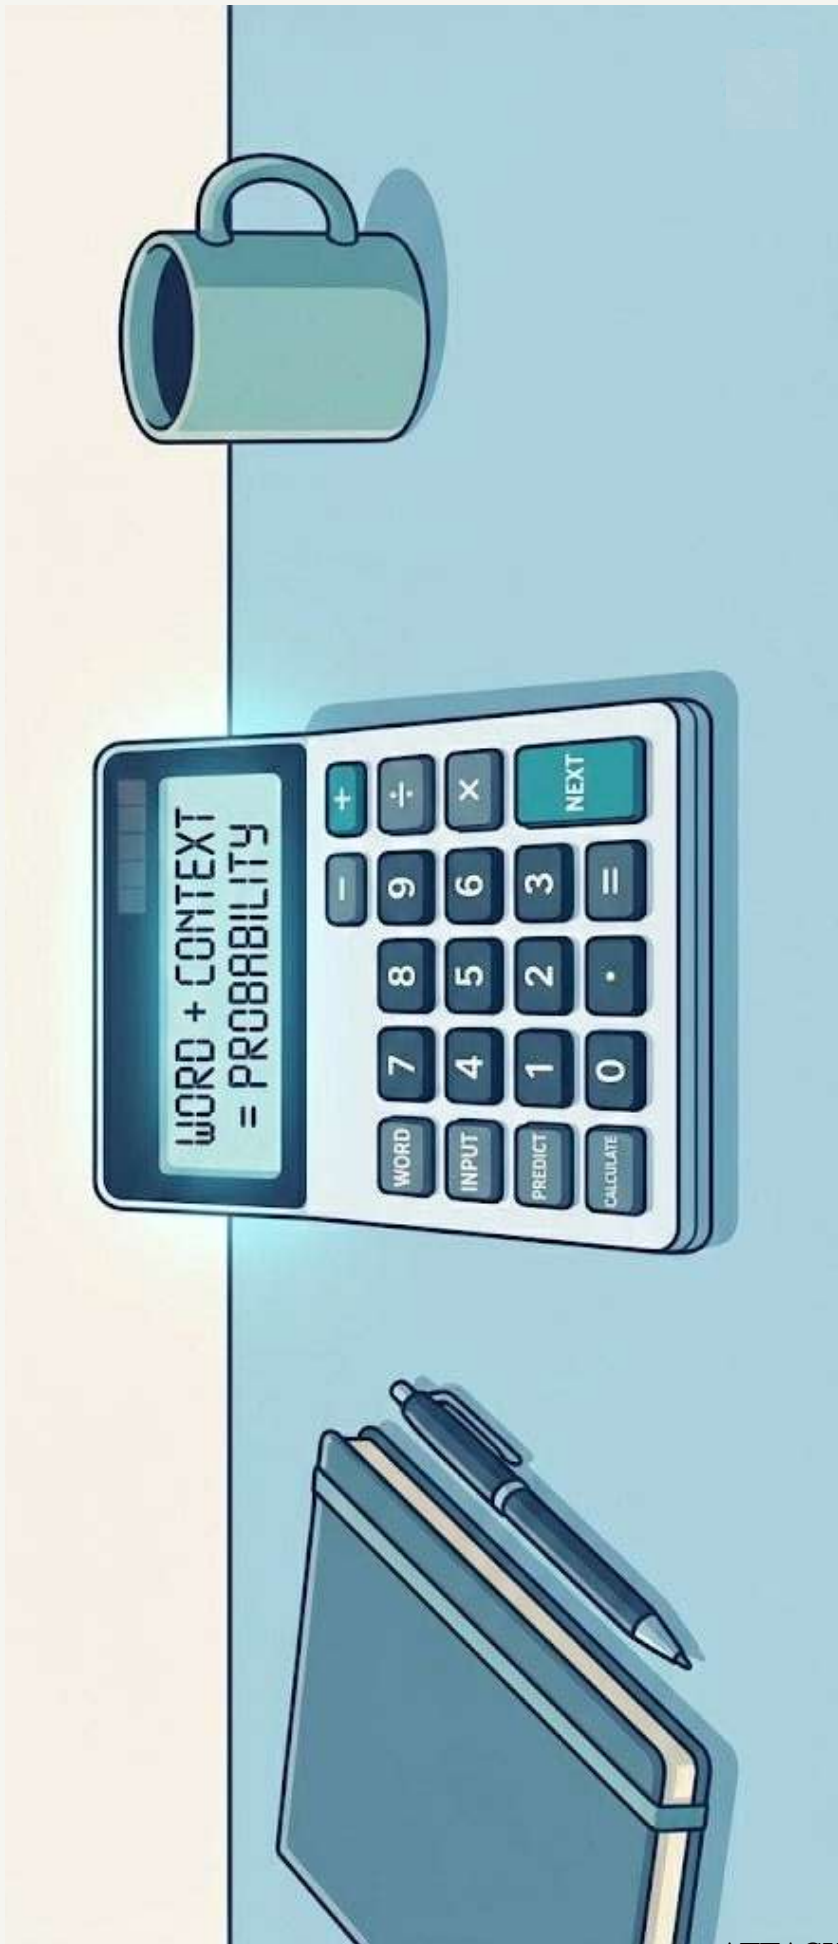 WORD + CONTEXT
= PROBABILITY
− +
WORD 7 8 9 ÷
INPUT 4 5 6 ×
PREDICT 1 2 3 NEXT
CALCULATE 0 . =